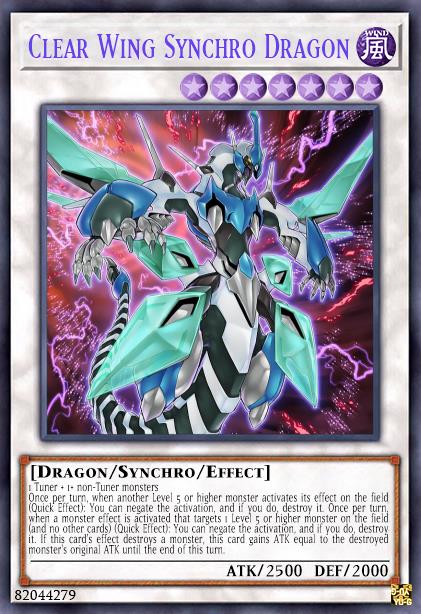 CLEAR WING SYNCHRO DRAGON
WIND
風
[DRAGON/SYNCHRO/EFFECT]
1 Tuner + 1+ non-Tuner monsters
Once per turn, when another Level 5 or higher monster activates its effect on the field
(Quick Effect): You can negate the activation, and if you do, destroy it. Once per turn,
when a monster effect is activated that targets 1 Level 5 or higher monster on the field
(and no other cards) (Quick Effect): You can negate the activation, and if you do, destroy
it. If this card's effect destroys a monster, this card gains ATK equal to the destroyed
monster's original ATK until the end of this turn.
ATK/2500 DEF/2000
82044279